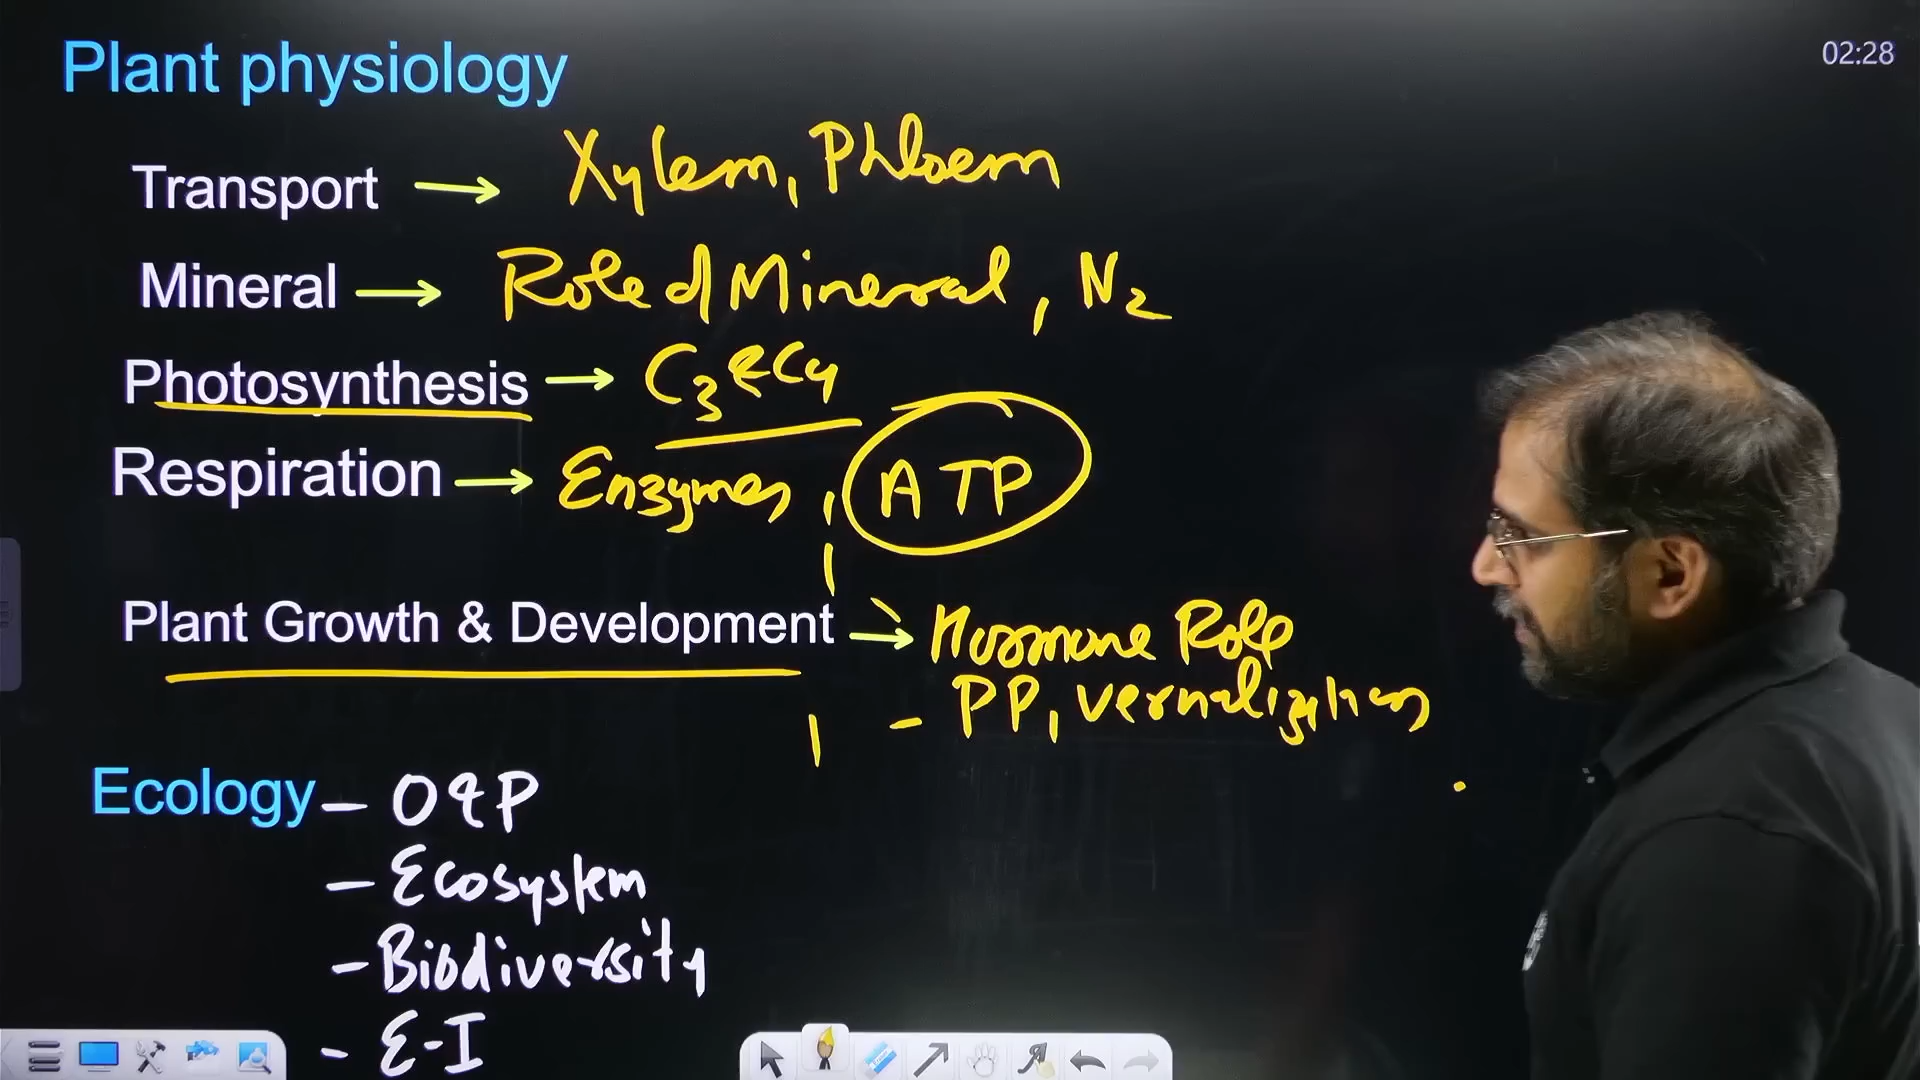 Plant physiology
02:28
Transport → Xylem, Phloem
Mineral → Role of Mineral, N2
Photosynthesis → C3 & C4
Respiration → Enzymes, ATP
Plant Growth & Development → Hormone Role
- PP, Vernalization
Ecology - O & P
- Ecosystem
- Biodiversity
- E-I